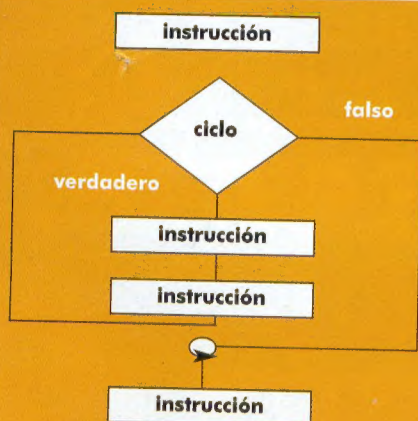 instrucción
ciclo
falso
verdadero
instrucción
instrucción
instrucción